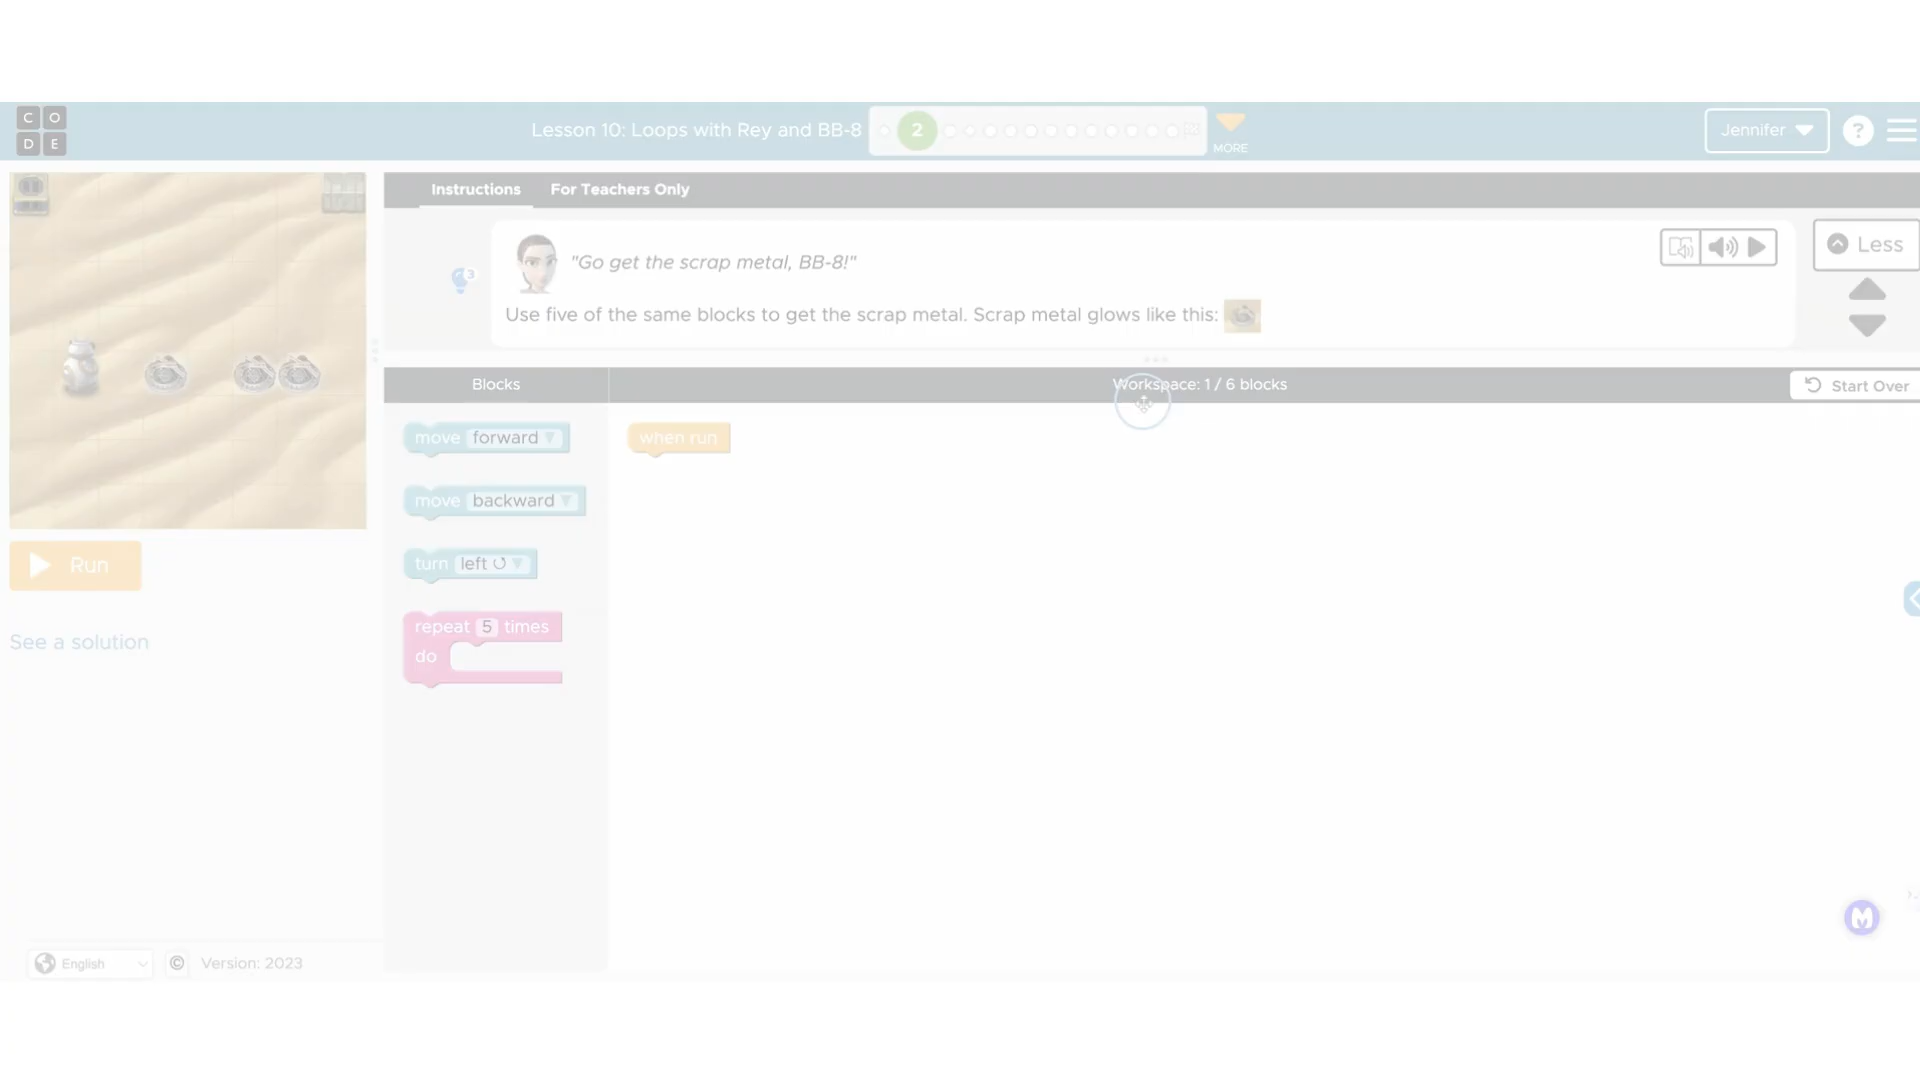 C O
D E
Lesson 10: Loops with Rey and BB-8
2
MORE
Jennifer
?
Instructions
For Teachers Only
3
"Go get the scrap metal, BB-8!"
Use five of the same blocks to get the scrap metal. Scrap metal glows like this:
Less
Blocks
Workspace: 1 / 6 blocks
Start Over
move forward
when run
move backward
turn left
repeat 5 times
do
Run
See a solution
English
©
Version: 2023